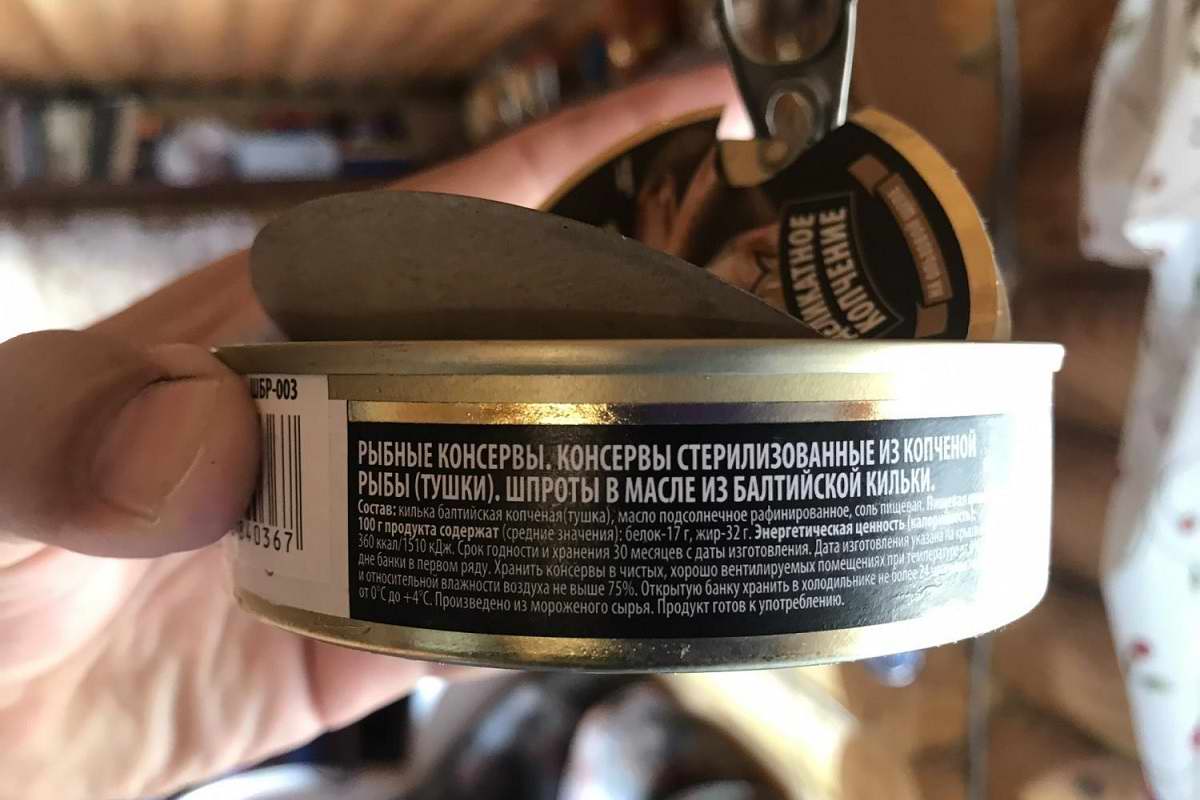 ДЕЛИКАТНОЕ
КОПЧЕНИЕ
ШБР-003
840367
РЫБНЫЕ КОНСЕРВЫ. КОНСЕРВЫ СТЕРИЛИЗОВАННЫЕ ИЗ КОПЧЕНОЙ
РЫБЫ (ТУШКИ). ШПРОТЫ В МАСЛЕ ИЗ БАЛТИЙСКОЙ КИЛЬКИ.
Состав: килька балтийская копченая(тушка), масло подсолнечное рафинированное, соль пищевая. Пищевая
100 г продукта содержат (средние значения): белок-17 г, жир-32 г. Энергетическая ценность (калорийность):
360 ккал/1510 кДж. Срок годности и хранения 30 месяцев с даты изготовления. Дата изготовления указана на
дне банки в первом ряду. Хранить консервы в чистых, хорошо вентилируемых помещениях при температуре
и относительной влажности воздуха не выше 75%. Открытую банку хранить в холодильнике не более 24
от 0°С до +4°С. Произведено из мороженого сырья. Продукт готов к употреблению.